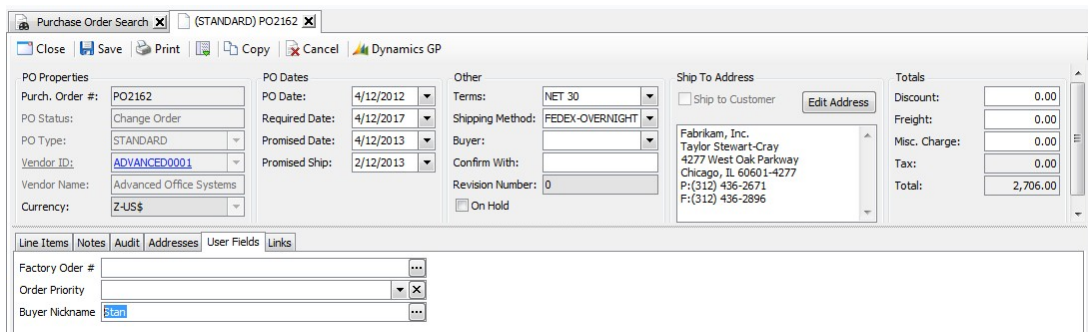 Purchase Order Search (STANDARD) PO2162
Close Save Print Copy Cancel Dynamics GP
PO Properties
Purch. Order #: PO2162
PO Status: Change Order
PO Type: STANDARD
Vendor ID: ADVANCED0001
Vendor Name: Advanced Office Systems
Currency: Z-US$
PO Dates
PO Date: 4/12/2012
Required Date: 4/12/2017
Promised Date: 4/12/2013
Promised Ship: 2/12/2013
Other
Terms: NET 30
Shipping Method: FEDEX-OVERNIGHT
Buyer:
Confirm With:
Revision Number: 0
On Hold
Ship To Address
Ship to Customer Edit Address
Fabrikam, Inc.
Taylor Stewart-Cray
4277 West Oak Parkway
Chicago, IL 60601-4277
P:(312) 436-2671
F:(312) 436-2896
Totals
Discount: 0.00
Freight: 0.00
Misc. Charge: 0.00
Tax: 0.00
Total: 2,706.00
Line Items Notes Audit Addresses User Fields Links
Factory Oder #
Order Priority
Buyer Nickname Stan